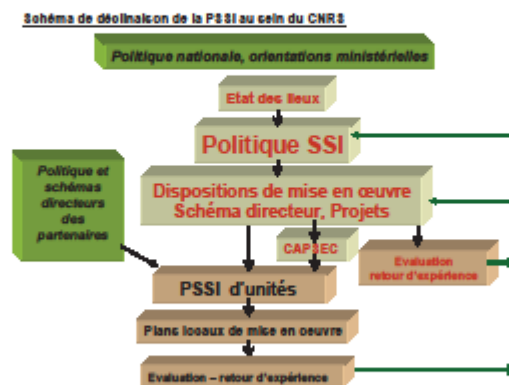 Schéma de déclinaison de la PSSI au sein du CNRS
Politique nationale, orientations ministérielles
Etat des lieux
Politique SSI
Politique et
schémas
directeurs
des
partenaires
Dispositions de mise en œuvre
Schéma directeur, Projets
CAPSEC
Evaluation
retour d'expérience
PSSI d'unités
Plans locaux de mise en oeuvre
Evaluation – retour d'expérience